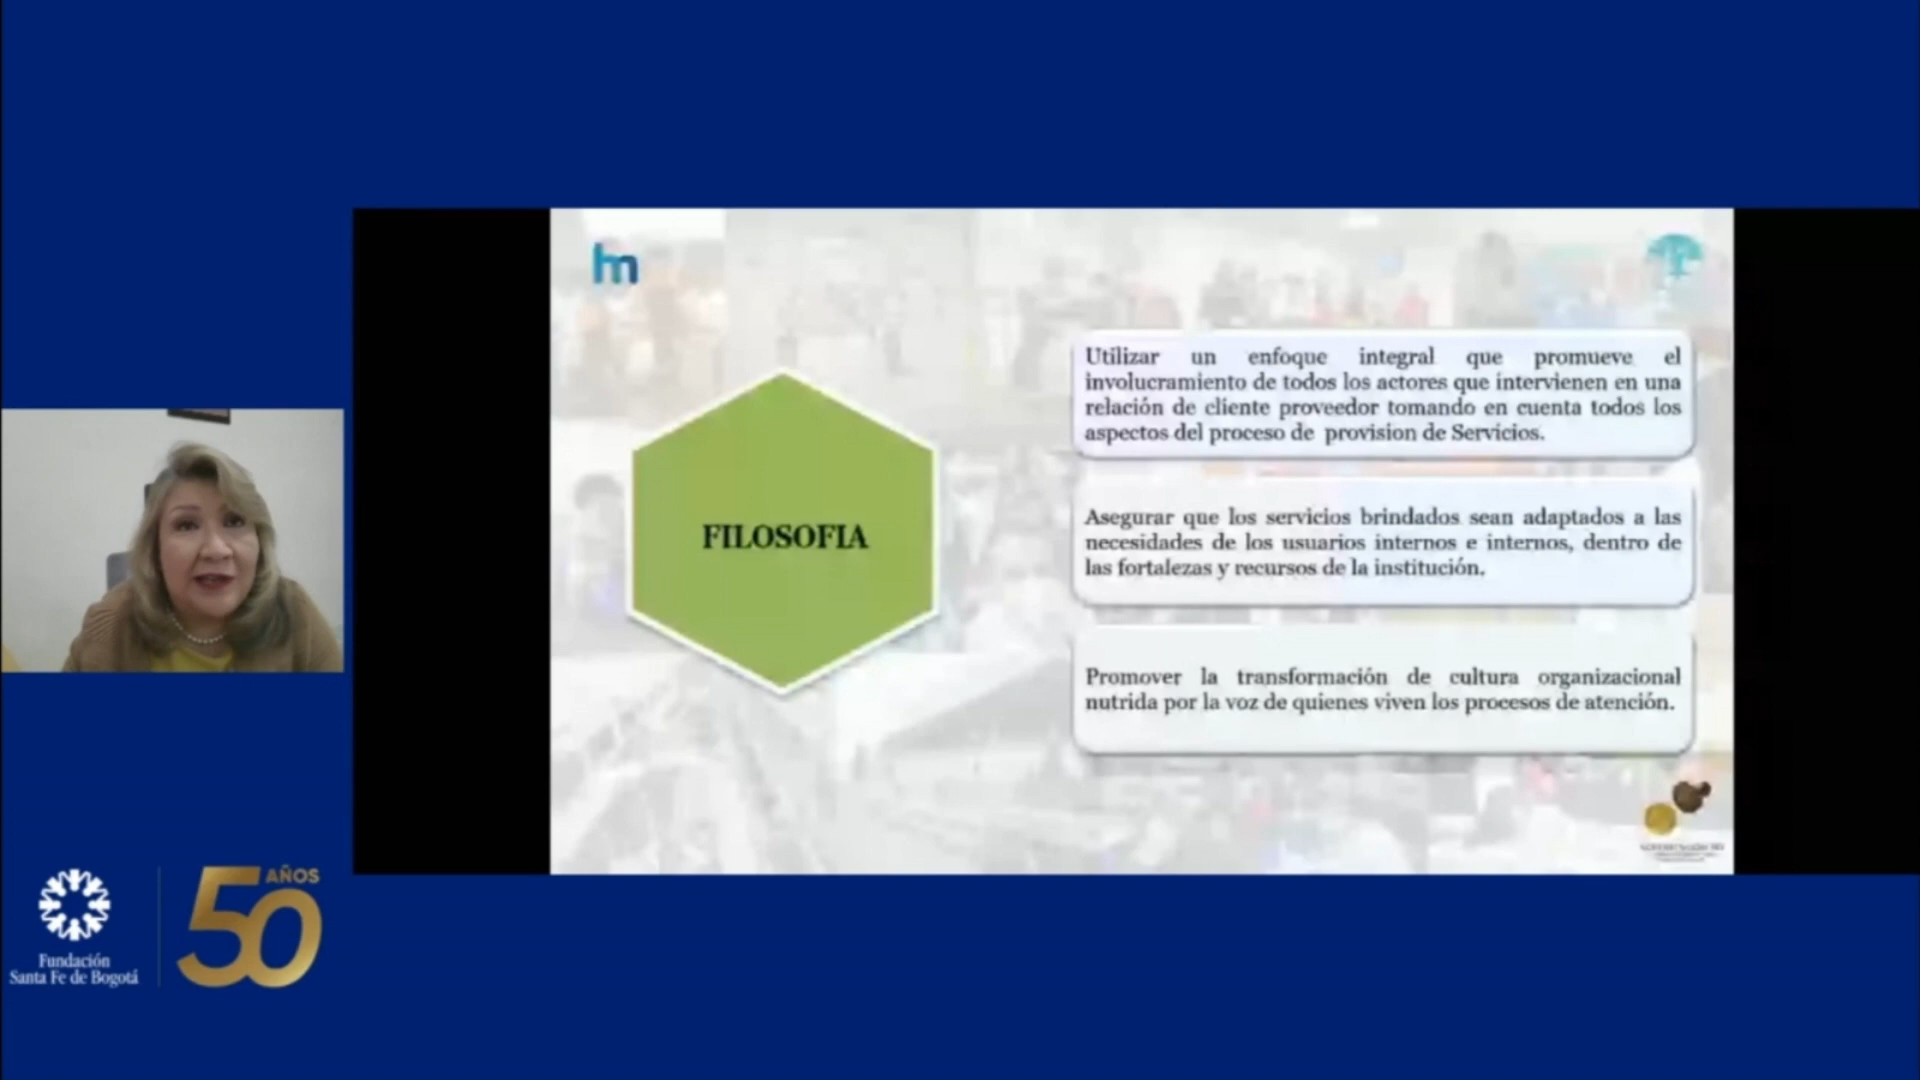 hm
FILOSOFIA
Utilizar un enfoque integral que promueve el
involucramiento de todos los actores que intervienen en una
relación de cliente proveedor tomando en cuenta todos los
aspectos del proceso de provision de Servicios.
Asegurar que los servicios brindados sean adaptados a las
necesidades de los usuarios internos e internos, dentro de
las fortalezas y recursos de la institución.
Promover la transformación de cultura organizacional
nutrida por la voz de quienes viven los procesos de atención.
Fundación
Santa Fe de Bogotá
50 AÑOS